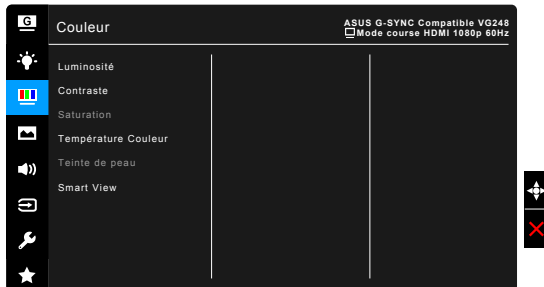 G
Couleur
ASUS G-SYNC Compatible VG248
Mode course HDMI 1080p 60Hz
Luminosité
Contraste
Saturation
Température Couleur
Teinte de peau
Smart View